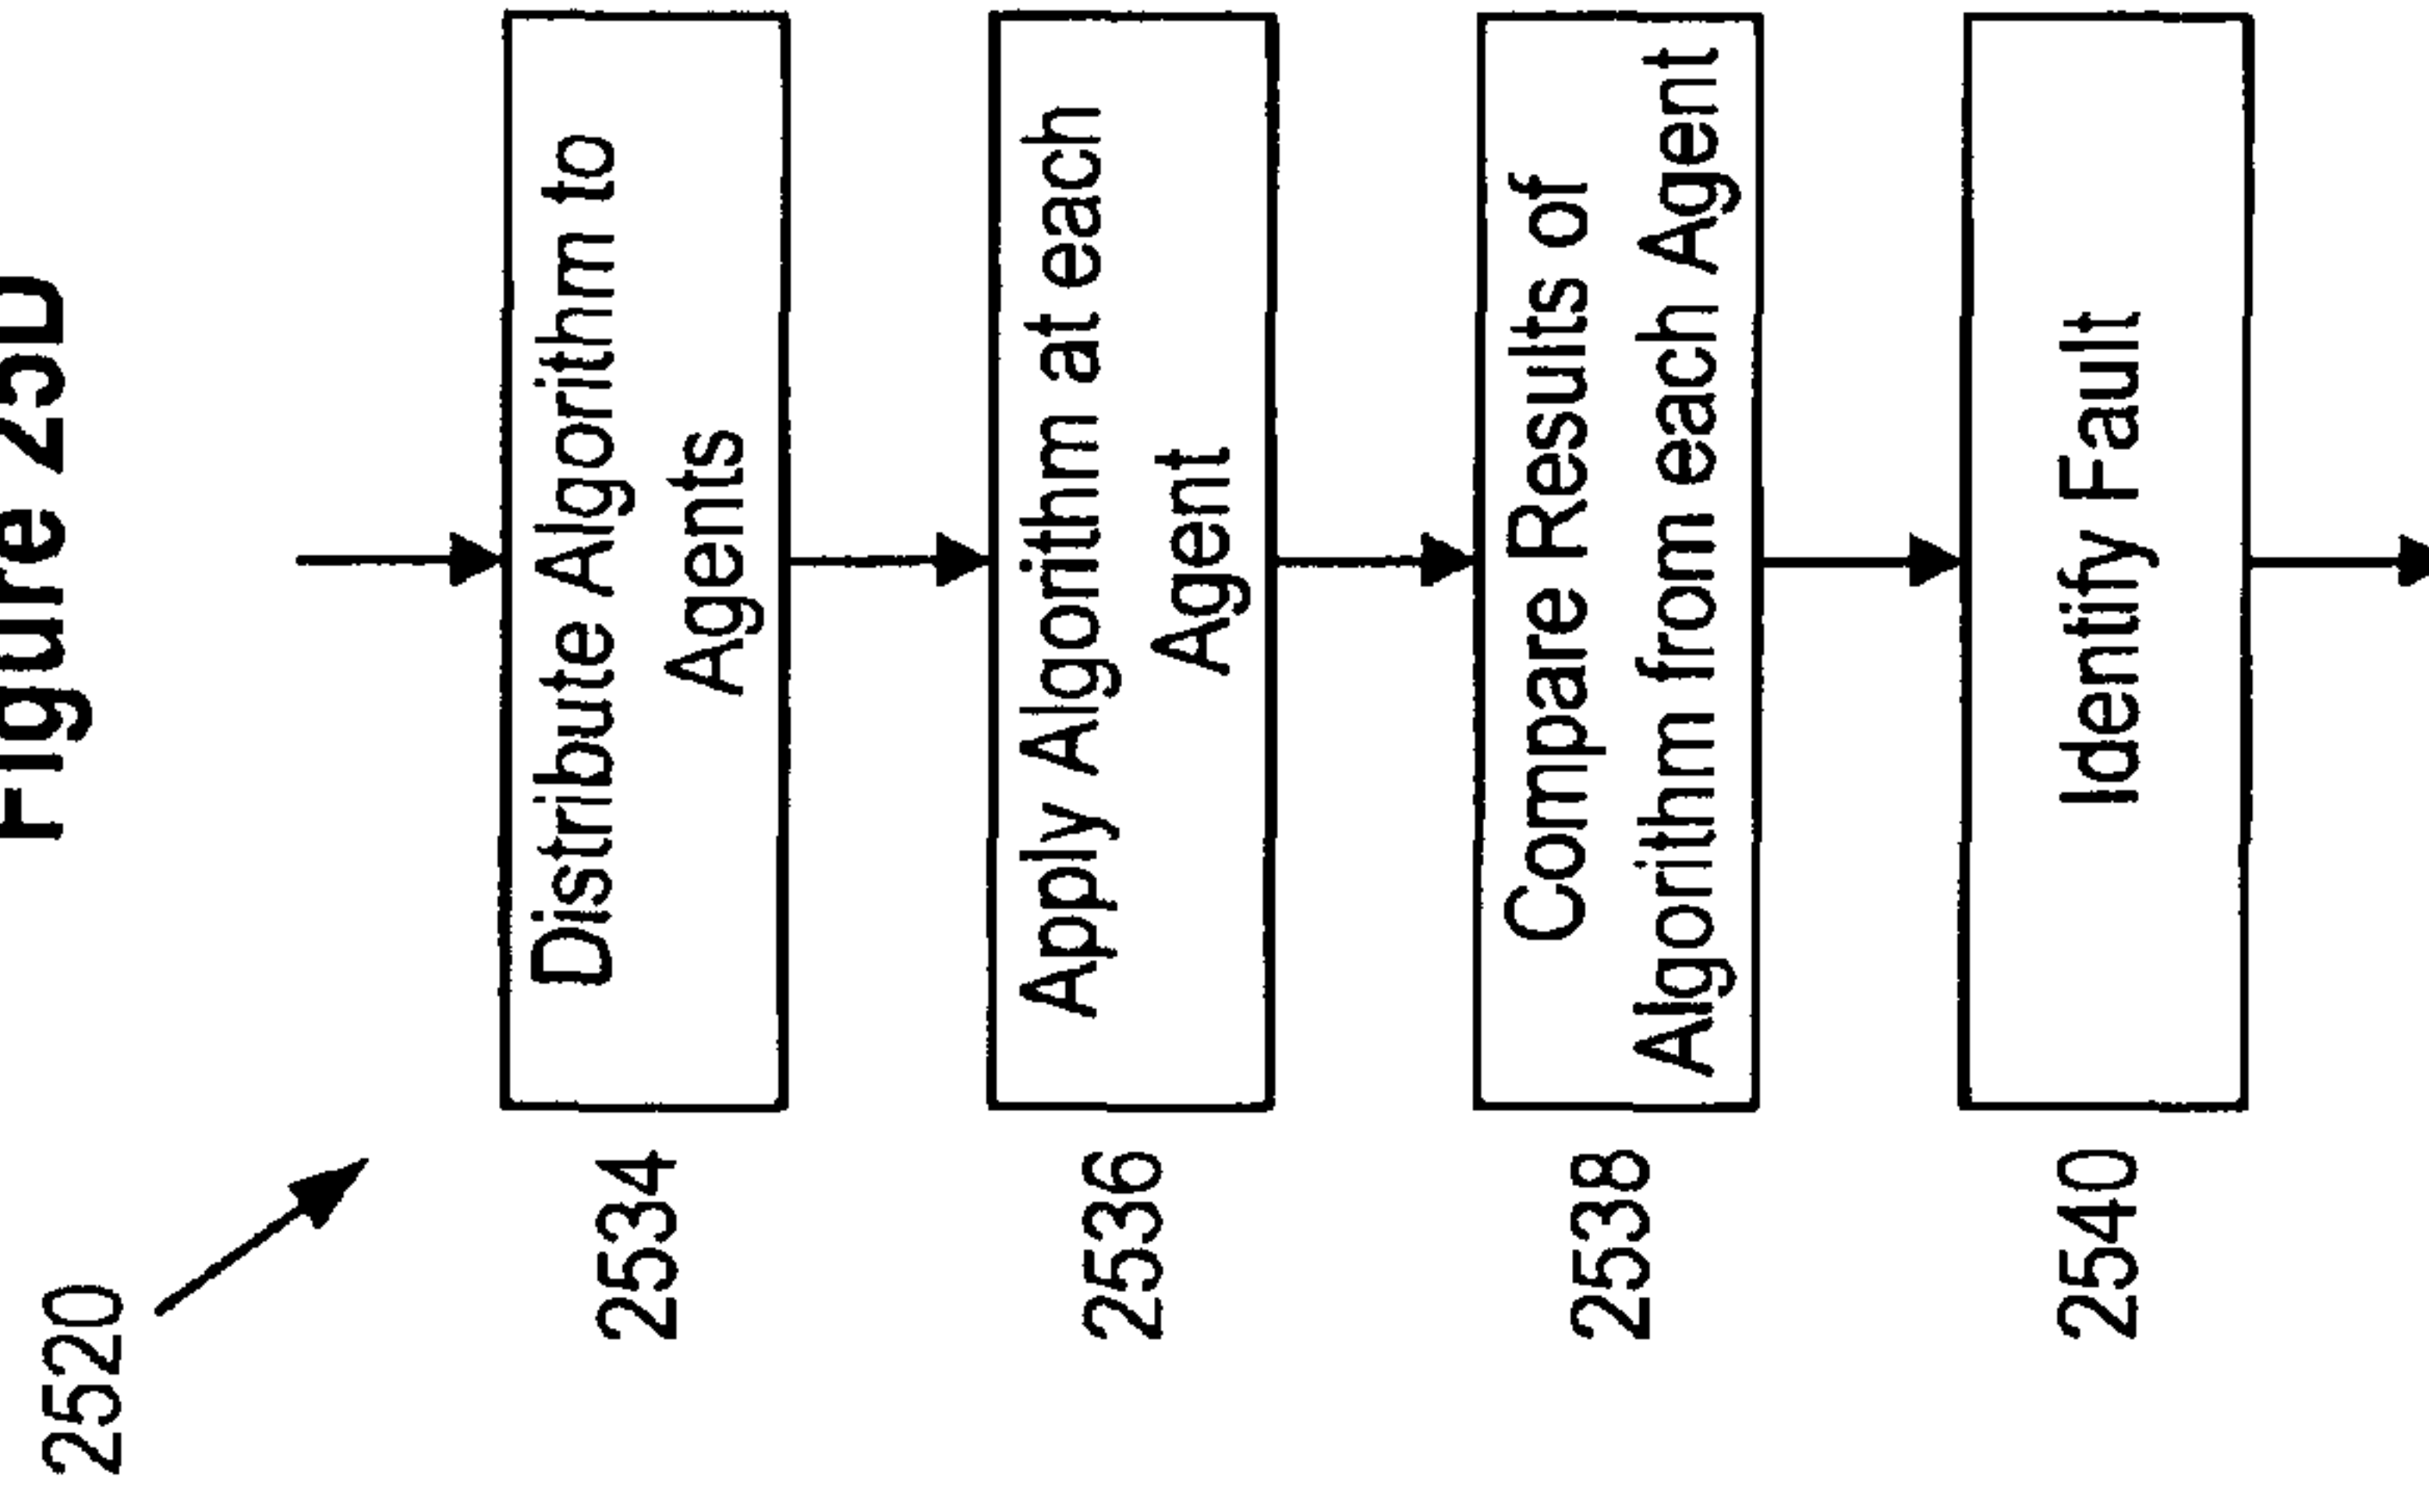 Figure 25D
2520
Distribute Algorithm to
Agents
2534
Apply Algorithm at each
Agent
2536
Compare Results of
Algorithm from each Agent
2538
Identify Fault
2540